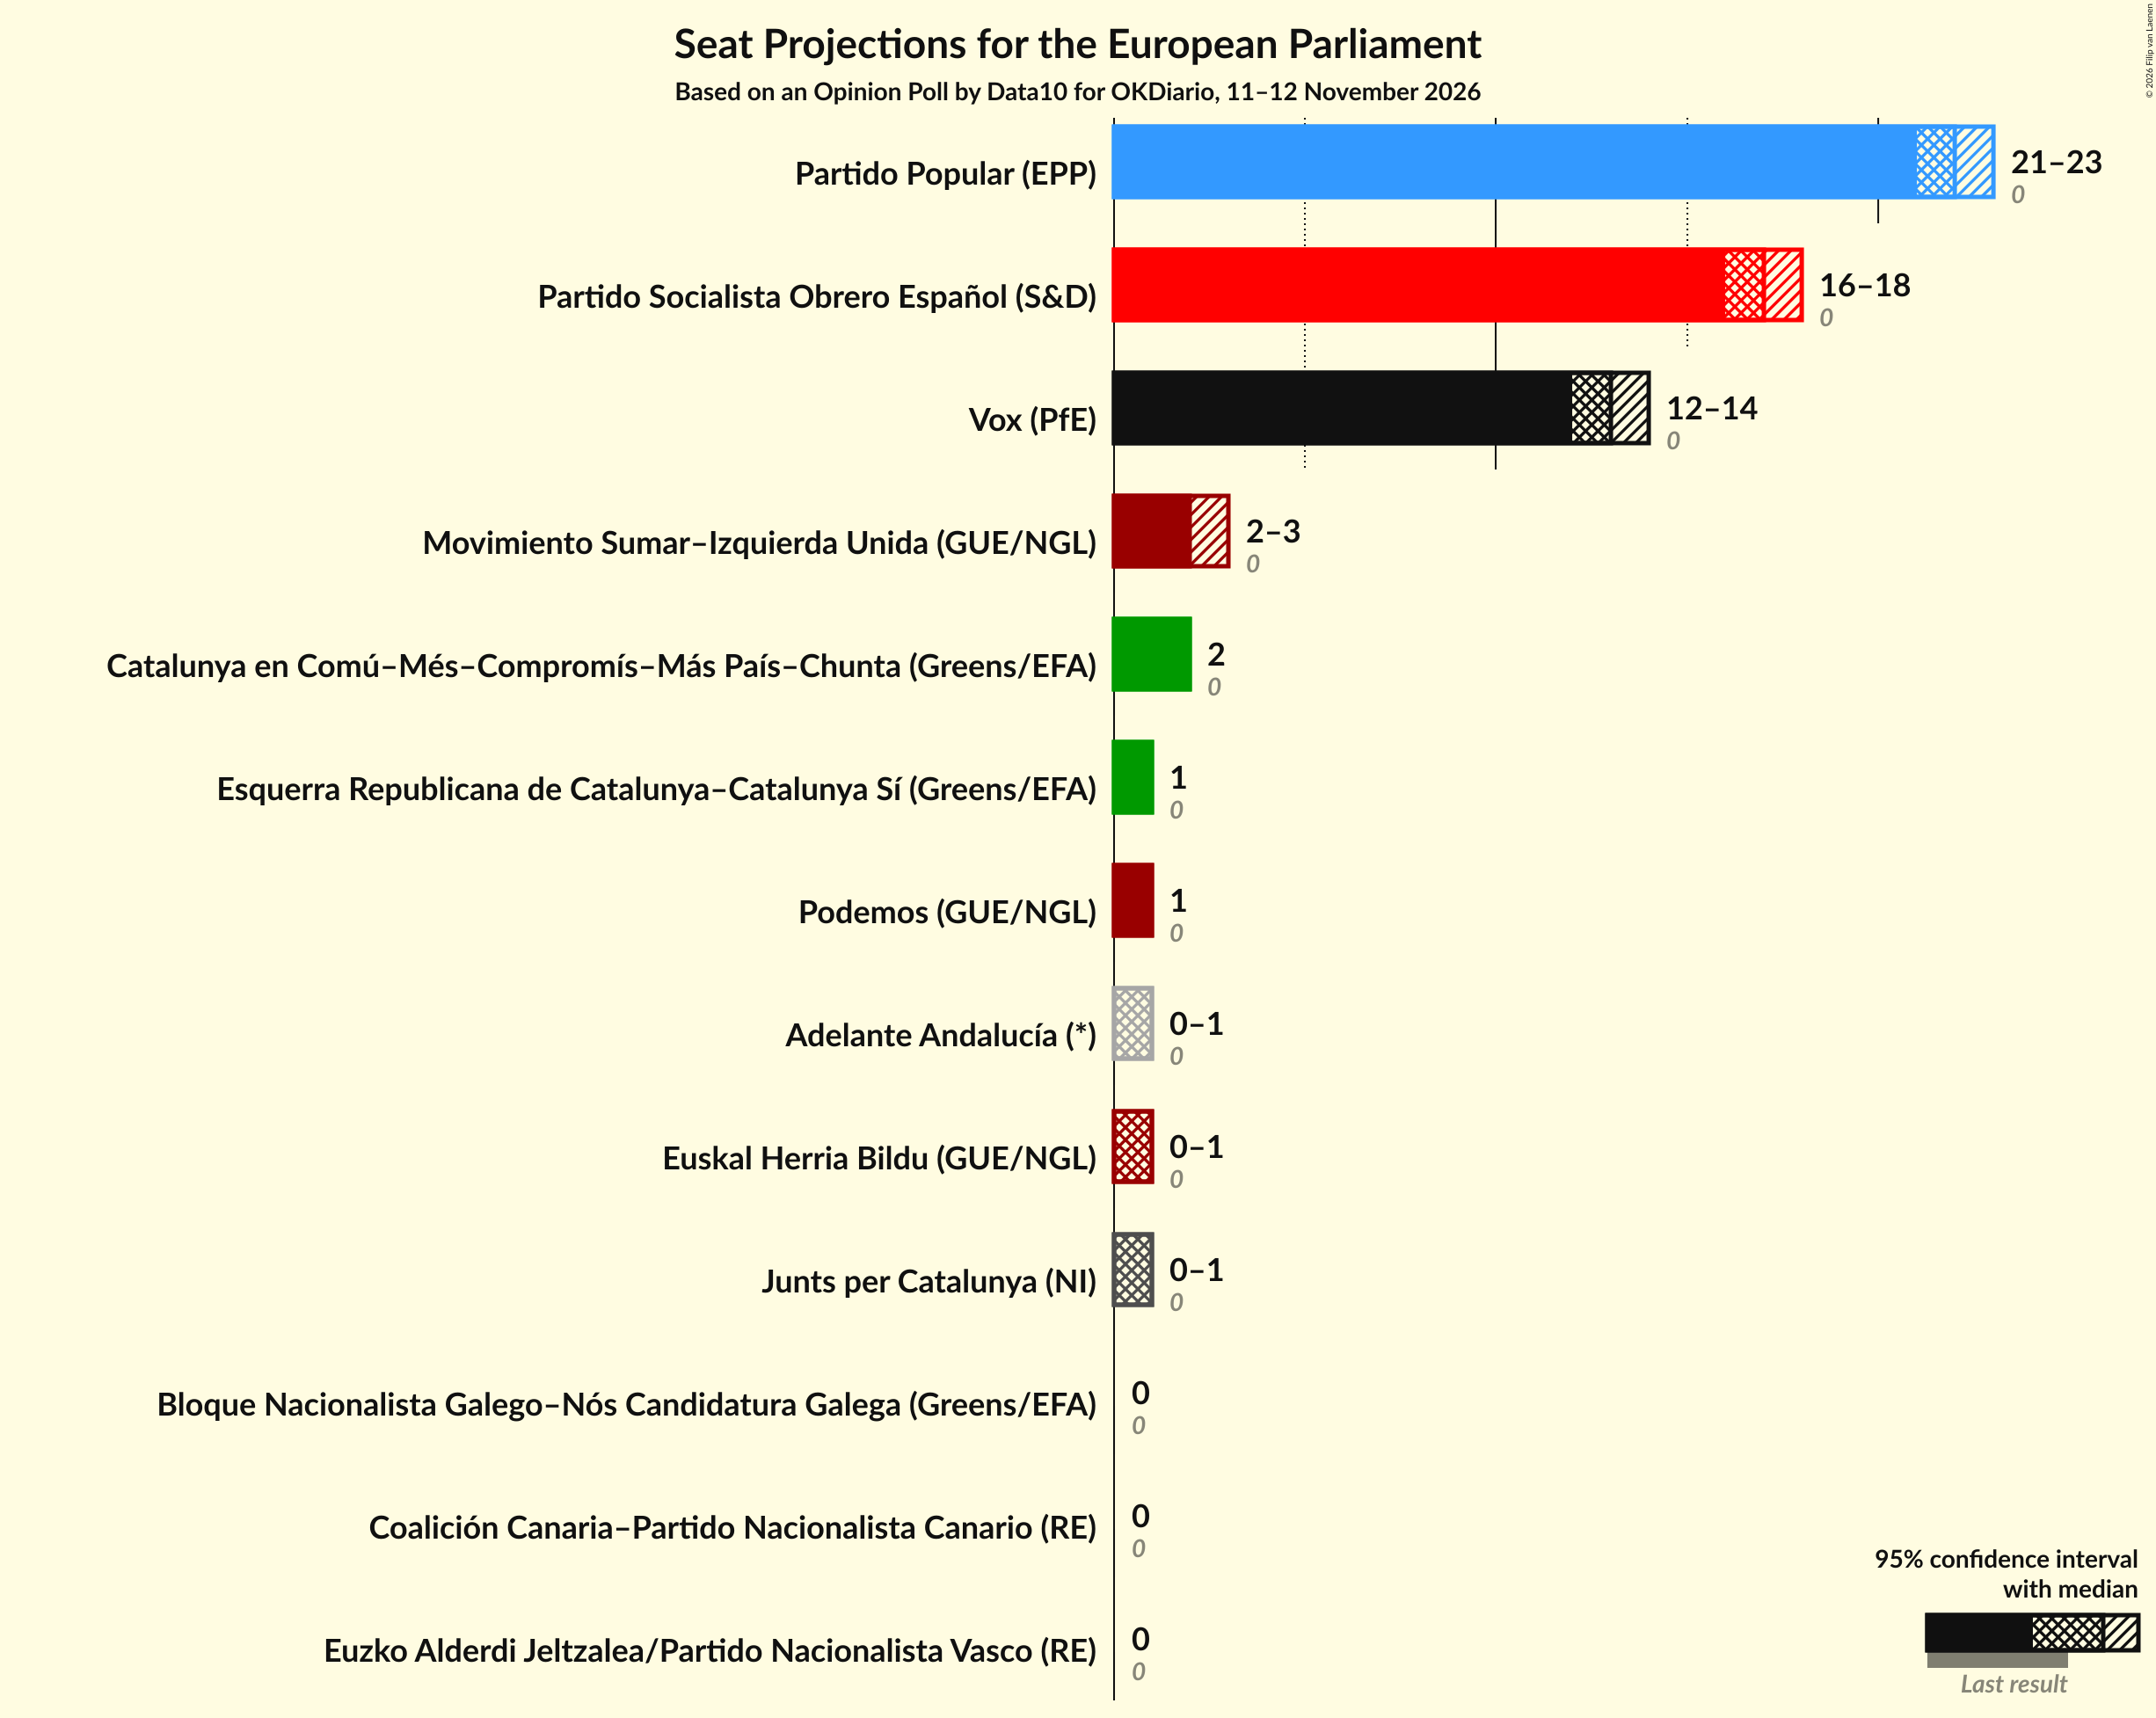 Seat Projections for the European Parliament
Based on an Opinion Poll by Data10 for OKDiario, 11–12 November 2026
© 2026 Filip van Laenen
Partido Popular (EPP)
21–23
0
Partido Socialista Obrero Español (S&D)
16–18
0
Vox (PfE)
12–14
0
Movimiento Sumar–Izquierda Unida (GUE/NGL)
2–3
0
Catalunya en Comú–Més–Compromís–Más País–Chunta (Greens/EFA)
2
0
Esquerra Republicana de Catalunya–Catalunya Sí (Greens/EFA)
1
0
Podemos (GUE/NGL)
1
0
Adelante Andalucía (*)
0–1
0
Euskal Herria Bildu (GUE/NGL)
0–1
0
Junts per Catalunya (NI)
0–1
0
Bloque Nacionalista Galego–Nós Candidatura Galega (Greens/EFA)
0
0
Coalición Canaria–Partido Nacionalista Canario (RE)
0
0
Euzko Alderdi Jeltzalea/Partido Nacionalista Vasco (RE)
0
0
95% confidence interval
with median
Last result